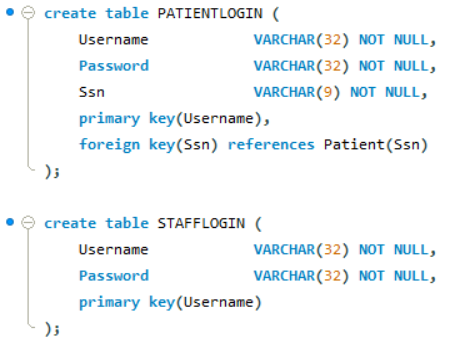 create table PATIENTLOGIN (
Username VARCHAR(32) NOT NULL,
Password VARCHAR(32) NOT NULL,
Ssn VARCHAR(9) NOT NULL,
primary key(Username),
foreign key(Ssn) references Patient(Ssn)
);
create table STAFFLOGIN (
Username VARCHAR(32) NOT NULL,
Password VARCHAR(32) NOT NULL,
primary key(Username)
);